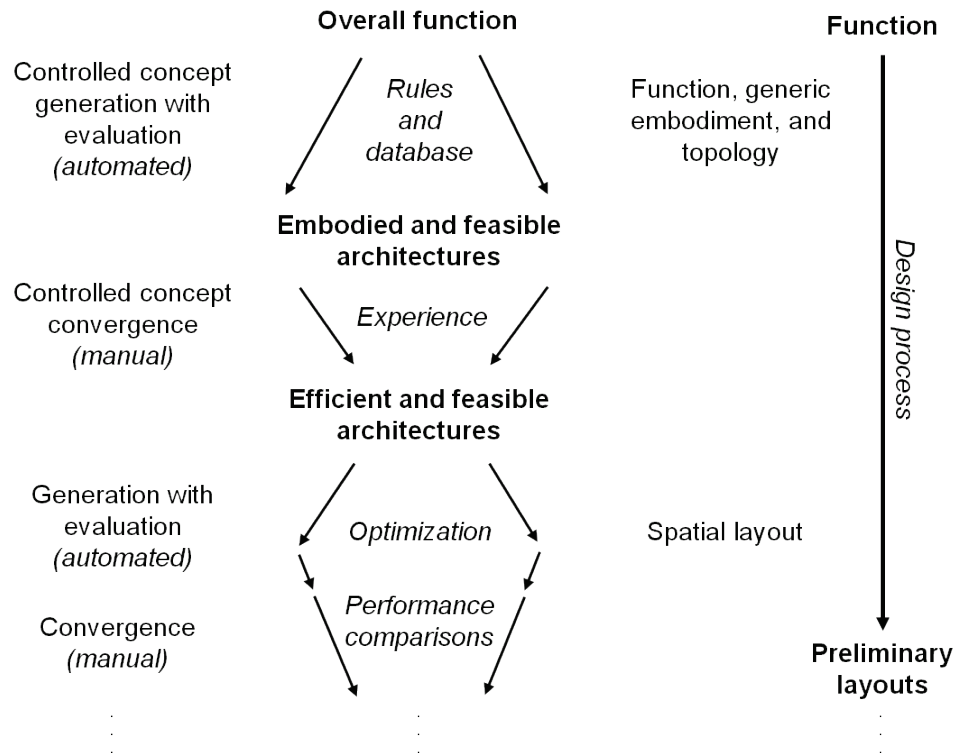 Overall function
Function
Controlled concept
generation with
evaluation
(automated)
Rules
and
database
Function, generic
embodiment, and
topology
Embodied and feasible
architectures
Design process
Controlled concept
convergence
(manual)
Experience
Efficient and feasible
architectures
Generation with
evaluation
(automated)
Optimization
Spatial layout
Performance
comparisons
Convergence
(manual)
Preliminary
layouts